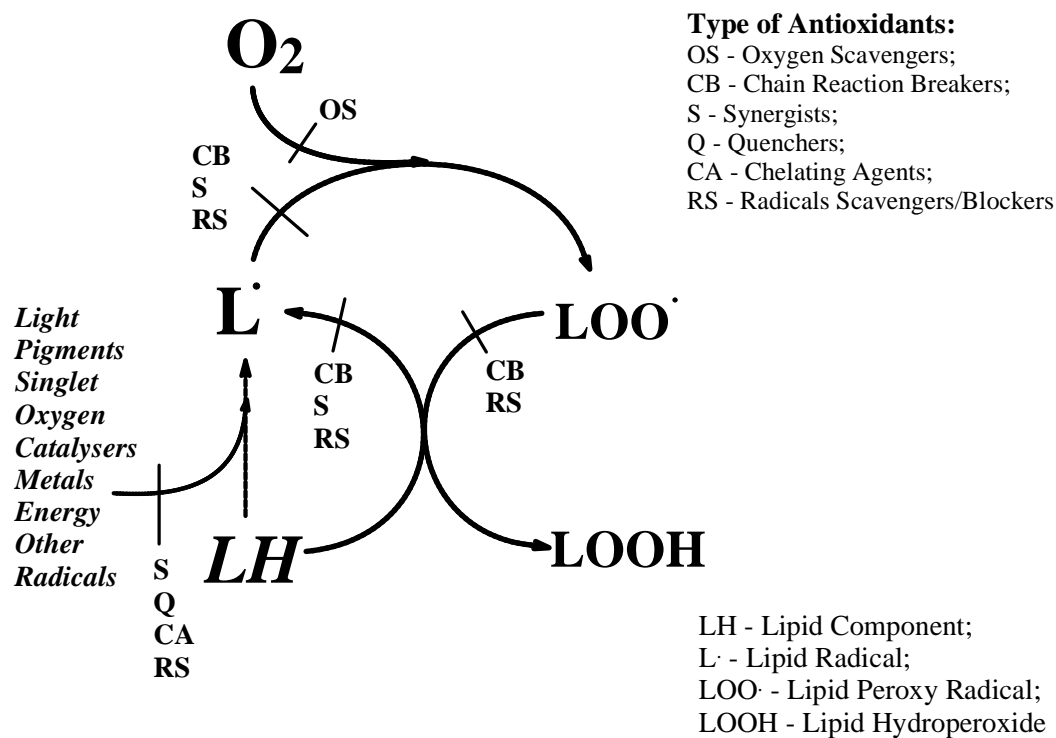 O2
OS
CB
S
RS
L·
LOO·
Light
Pigments
Singlet
Oxygen
Catalysers
Metals
Energy
Other
Radicals
CB
S
RS
CB
RS
S
Q
CA
RS
LH
LOOH
Type of Antioxidants:
OS - Oxygen Scavengers;
CB - Chain Reaction Breakers;
S - Synergists;
Q - Quenchers;
CA - Chelating Agents;
RS - Radicals Scavengers/Blockers
LH - Lipid Component;
L· - Lipid Radical;
LOO· - Lipid Peroxy Radical;
LOOH - Lipid Hydroperoxide